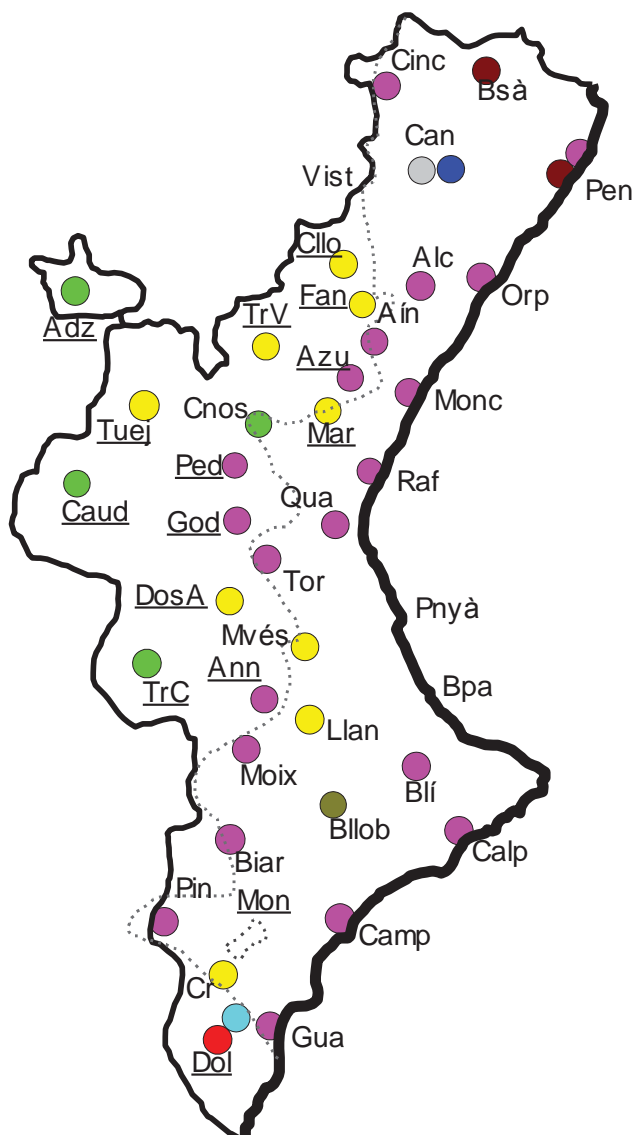 Cinc
Bsà
Can
Vist
Pen
Cllo
Alc
Fan
Orp
Adz
TrV
Aín
Azu
Monc
Cnos
Tuej
Mar
Ped
Raf
Qua
Caud
God
Tor
DosA
Pnyà
Mvés
Ann
TrC
Bpa
Llan
Moix
Blí
Bllob
Calp
Biar
Pin
Mon
Camp
Cr
Gua
Dol